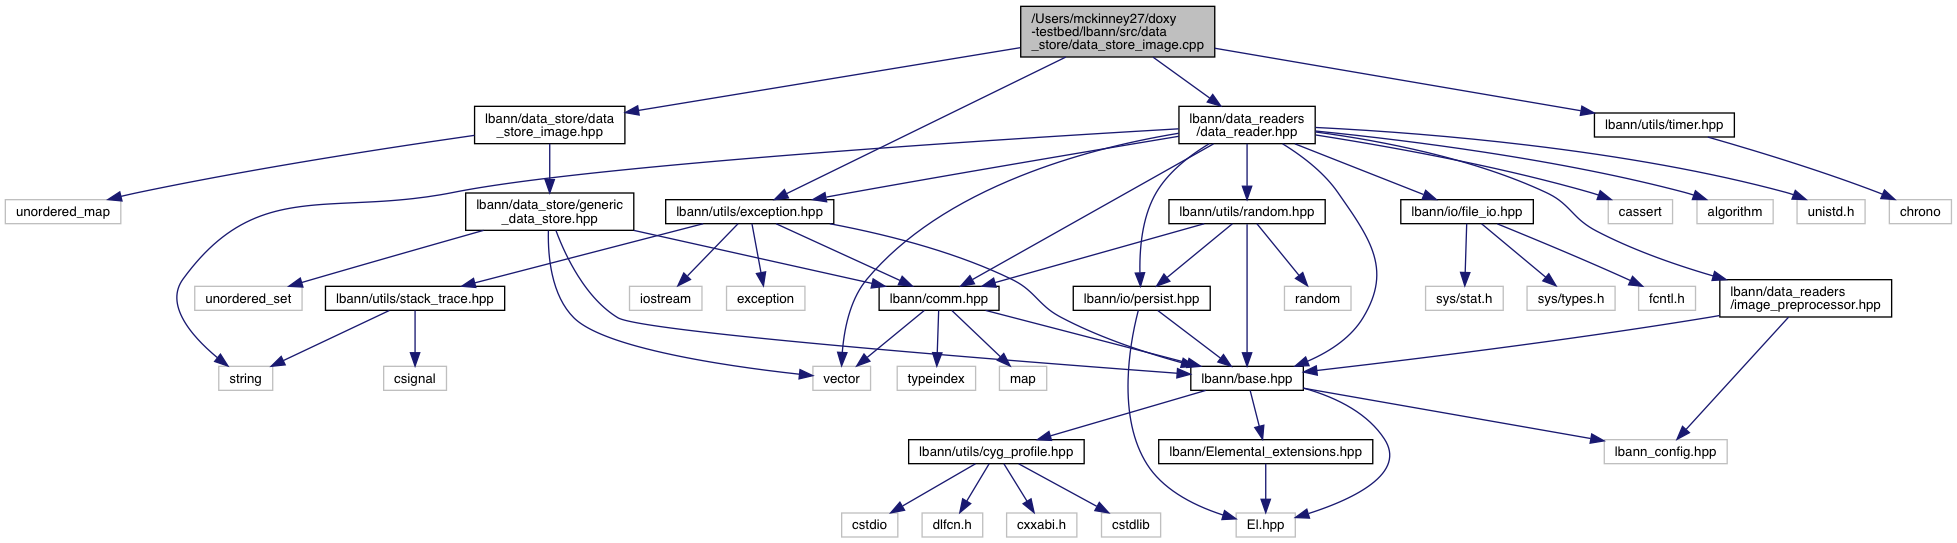 /Users/mckinney27/doxy
-testbed/lbann/src/data
_store/data_store_image.cpp
lbann/data_store/data
_store_image.hpp
lbann/data_readers
/data_reader.hpp
lbann/utils/timer.hpp
unordered_map
lbann/data_store/generic
_data_store.hpp
lbann/utils/exception.hpp
lbann/utils/random.hpp
lbann/io/file_io.hpp
cassert
algorithm
unistd.h
chrono
unordered_set
lbann/utils/stack_trace.hpp
iostream
exception
lbann/comm.hpp
lbann/io/persist.hpp
random
sys/stat.h
sys/types.h
fcntl.h
lbann/data_readers
/image_preprocessor.hpp
string
csignal
vector
typeindex
map
lbann/base.hpp
lbann/utils/cyg_profile.hpp
lbann/Elemental_extensions.hpp
lbann_config.hpp
cstdio
dlfcn.h
cxxabi.h
cstdlib
El.hpp